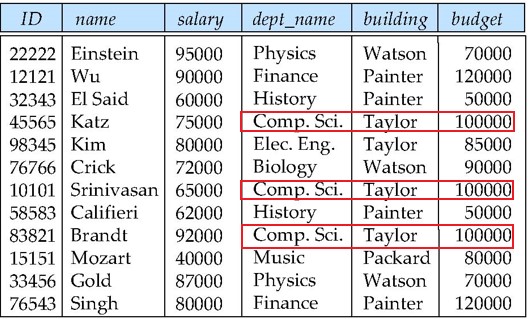 ID name salary dept_name building budget
22222 Einstein 95000 Physics Watson 70000
12121 Wu 90000 Finance Painter 120000
32343 El Said 60000 History Painter 50000
45565 Katz 75000 Comp. Sci. Taylor 100000
98345 Kim 80000 Elec. Eng. Taylor 85000
76766 Crick 72000 Biology Watson 90000
10101 Srinivasan 65000 Comp. Sci. Taylor 100000
58583 Califieri 62000 History Painter 50000
83821 Brandt 92000 Comp. Sci. Taylor 100000
15151 Mozart 40000 Music Packard 80000
33456 Gold 87000 Physics Watson 70000
76543 Singh 80000 Finance Painter 120000